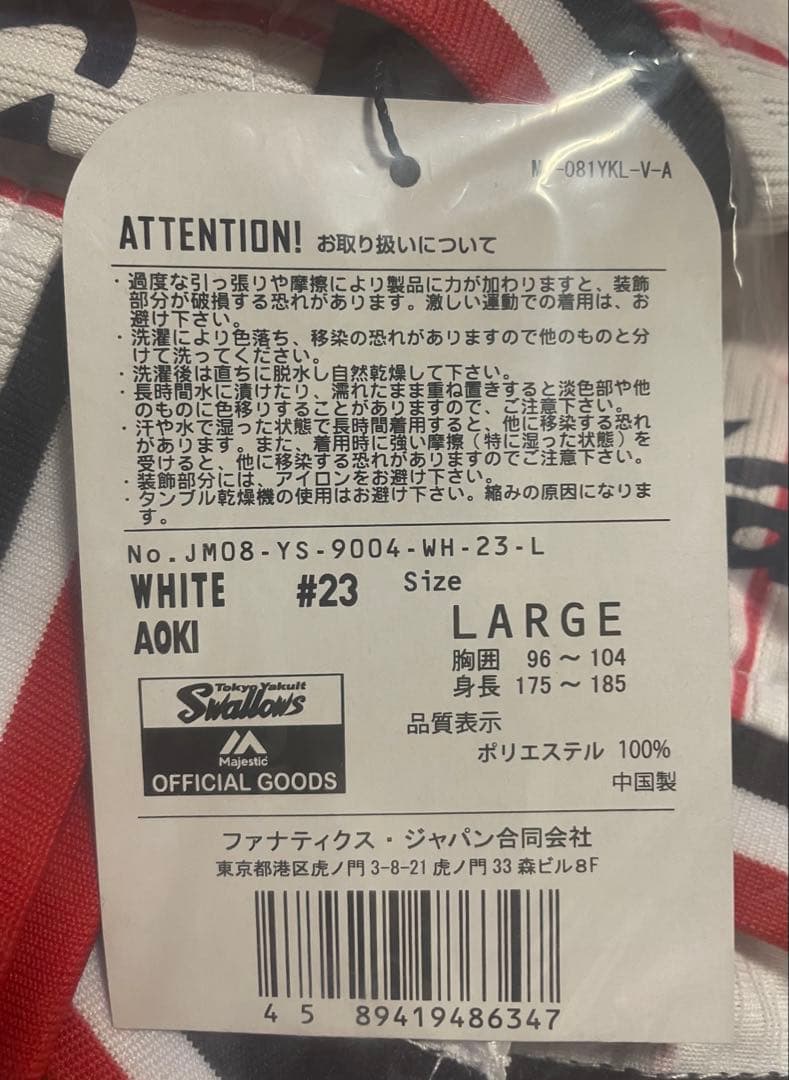 -081YKL-V-A
ATTENTION! お取り扱いについて
・過度な引っ張りや摩擦により製品に力が加わりますと、装飾
部分が破損する恐れがあります。激しい運動での着用は、お
避け下さい。
・洗濯により色落ち、移染の恐れがありますので他のものと分
けて洗ってください。
・洗濯後は直ちに脱水し自然乾燥して下さい。
・長時間水に漬けたり、濡れたまま重ね置きすると淡色部や他
のものに色移りすることがありますので、ご注意下さい。
・汗や水で湿った状態で長時間着用すると、他に移染する恐れ
があります。また、着用時に強い摩擦（特に湿った状態）を
受けると、他に移染する恐れがありますのでご注意下さい。
・装飾部分には、アイロンをお避け下さい。
・タンブル乾燥機の使用はお避け下さい。縮みの原因になりま
す。
No.JM08-YS-9004-WH-23-L
WHITE #23 Size
AOKI
LARGE
胸囲 96～104
身長 175～185
Tokyo Yakult
Swallows
Majestic
OFFICIAL GOODS
品質表示
ポリエステル 100%
中国製
ファナティクス・ジャパン合同会社
東京都港区虎ノ門 3-8-21 虎ノ門 33 森ビル８F
4 5 89419486347